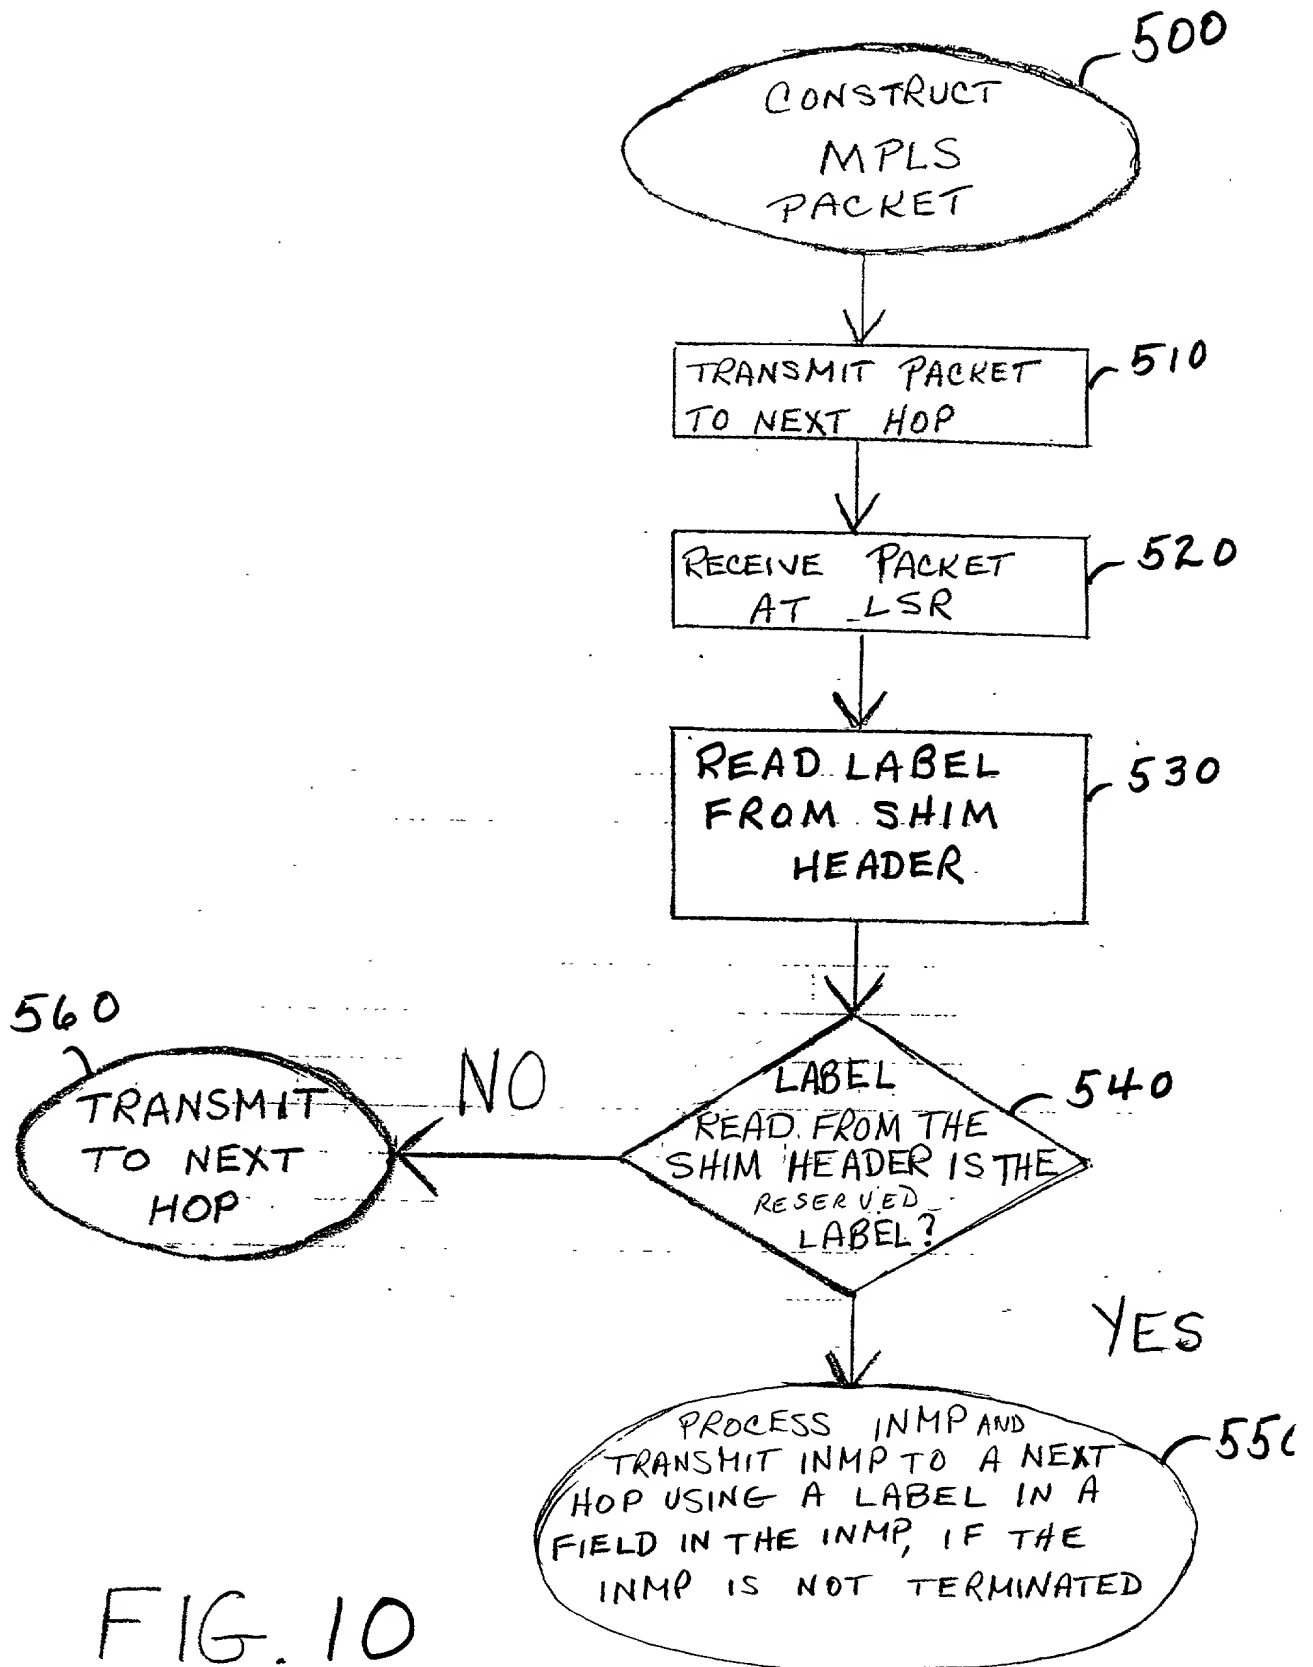 500
CONSTRUCT
MPLS
PACKET
TRANSMIT PACKET
TO NEXT HOP
510
RECEIVE PACKET
AT LSR
520
READ LABEL
FROM SHIM
HEADER
530
560
TRANSMIT
TO NEXT
HOP
NO
LABEL
READ FROM THE
SHIM HEADER IS THE
RESERVED
LABEL?
540
YES
PROCESS INMP AND
TRANSMIT INMP TO A NEXT
HOP USING A LABEL IN A
FIELD IN THE INMP, IF THE
INMP IS NOT TERMINATED
FIG. 10